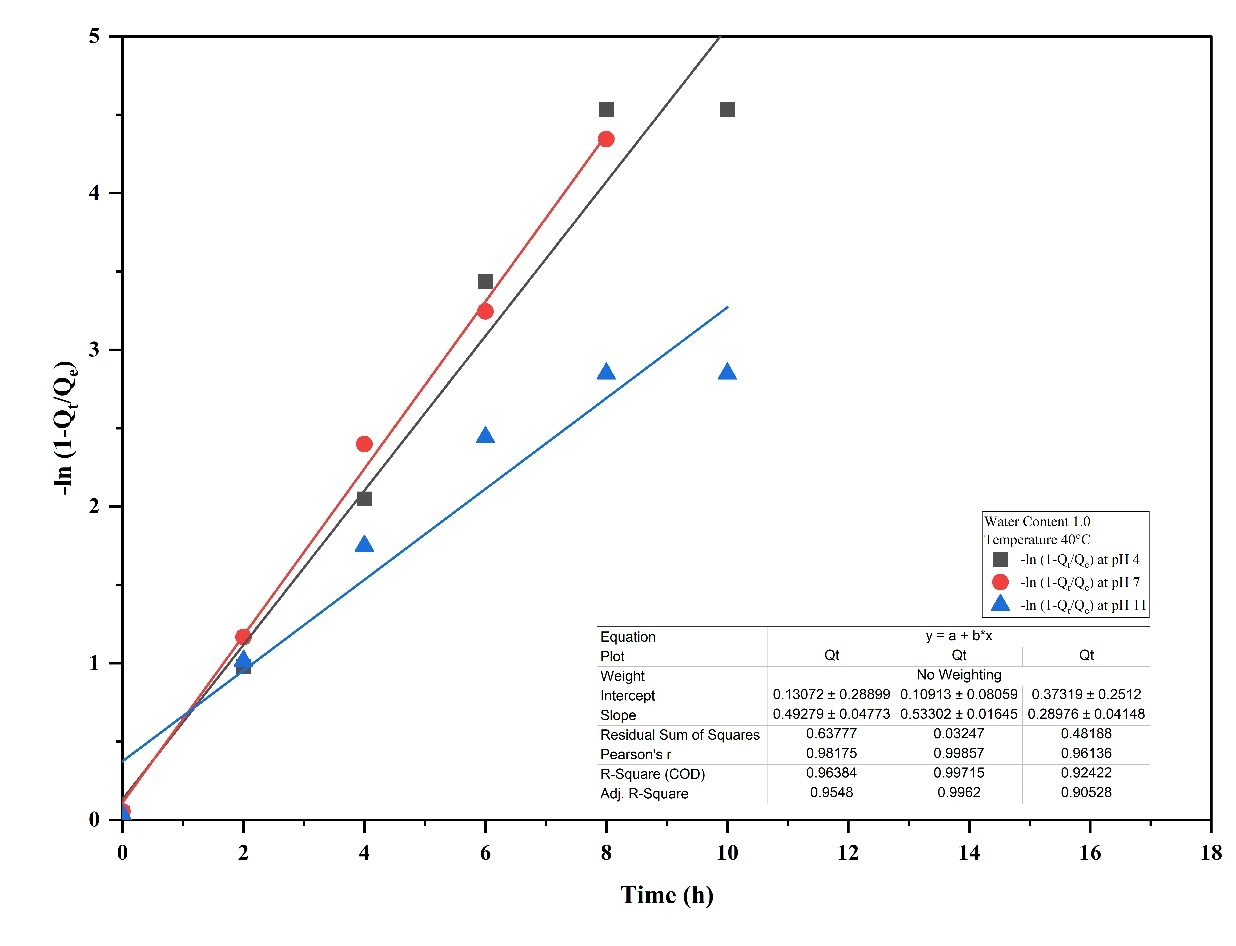 5
4
3
2
1
0
-ln (1-Qt/Qe)
0 2 4 6 8 10 12 14 16 18
Time (h)
Water Content 1.0
Temperature 40°C
-ln (1-Qt/Qe) at pH 4
-ln (1-Qt/Qe) at pH 7
-ln (1-Qt/Qe) at pH 11
Equation y = a + b*x
Plot Qt Qt Qt
Weight No Weighting
Intercept 0.13072 ± 0.28899 0.10913 ± 0.08059 0.37319 ± 0.2512
Slope 0.49279 ± 0.04773 0.53302 ± 0.01645 0.28976 ± 0.04148
Residual Sum of Squares 0.63777 0.03247 0.48188
Pearson's r 0.98175 0.99857 0.96136
R-Square (COD) 0.96384 0.99715 0.92422
Adj. R-Square 0.9548 0.9962 0.90528